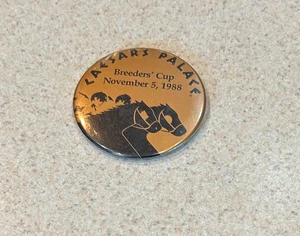 CAESARS PALACE
Breeders' Cup
November 5, 1988